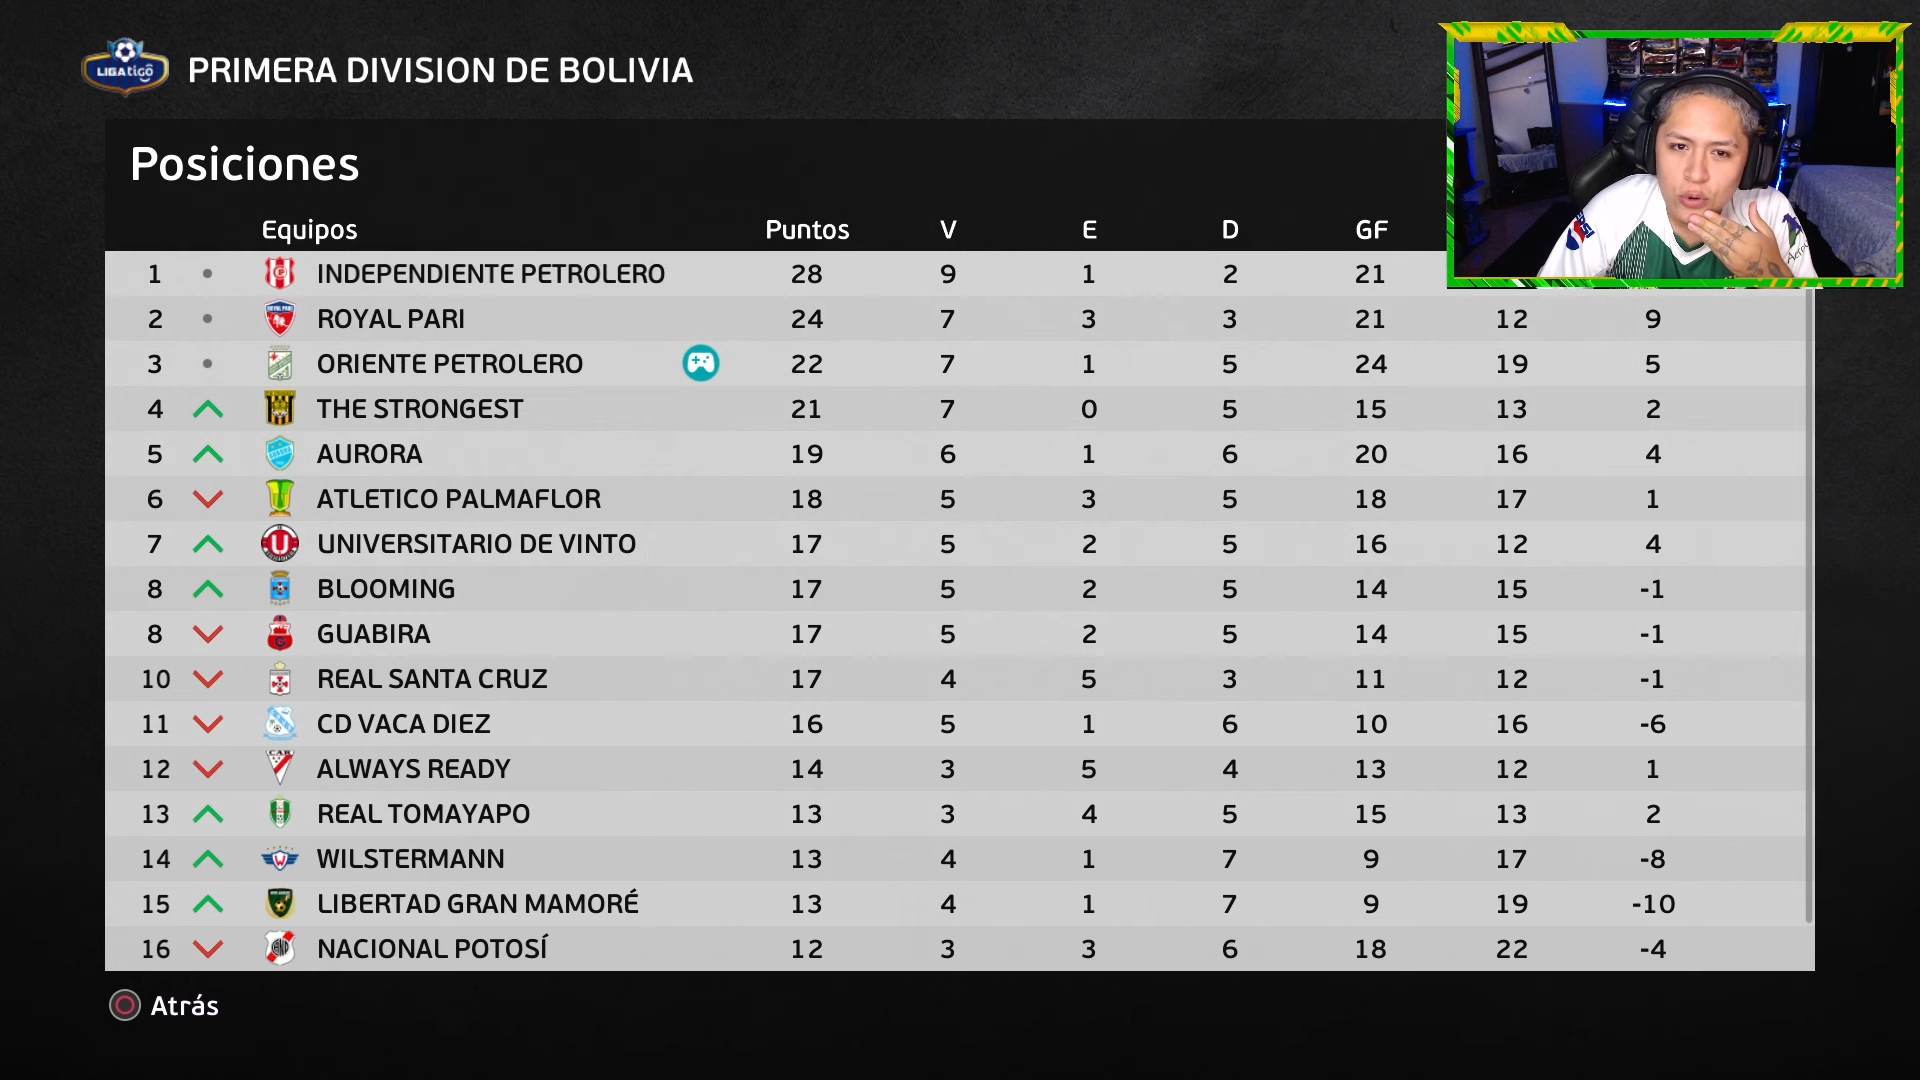 LIGA tigo PRIMERA DIVISION DE BOLIVIA
Posiciones
Equipos Puntos V E D GF
1 INDEPENDIENTE PETROLERO 28 9 1 2 21
2 ROYAL PARI 24 7 3 3 21 12 9
3 ORIENTE PETROLERO 22 7 1 5 24 19 5
4 THE STRONGEST 21 7 0 5 15 13 2
5 AURORA 19 6 1 6 20 16 4
6 ATLETICO PALMAFLOR 18 5 3 5 18 17 1
7 UNIVERSITARIO DE VINTO 17 5 2 5 16 12 4
8 BLOOMING 17 5 2 5 14 15 -1
8 GUABIRA 17 5 2 5 14 15 -1
10 REAL SANTA CRUZ 17 4 5 3 11 12 -1
11 CD VACA DIEZ 16 5 1 6 10 16 -6
12 ALWAYS READY 14 3 5 4 13 12 1
13 REAL TOMAYAPO 13 3 4 5 15 13 2
14 WILSTERMANN 13 4 1 7 9 17 -8
15 LIBERTAD GRAN MAMORÉ 13 4 1 7 9 19 -10
16 NACIONAL POTOSÍ 12 3 3 6 18 22 -4
Atrás
PEPSI